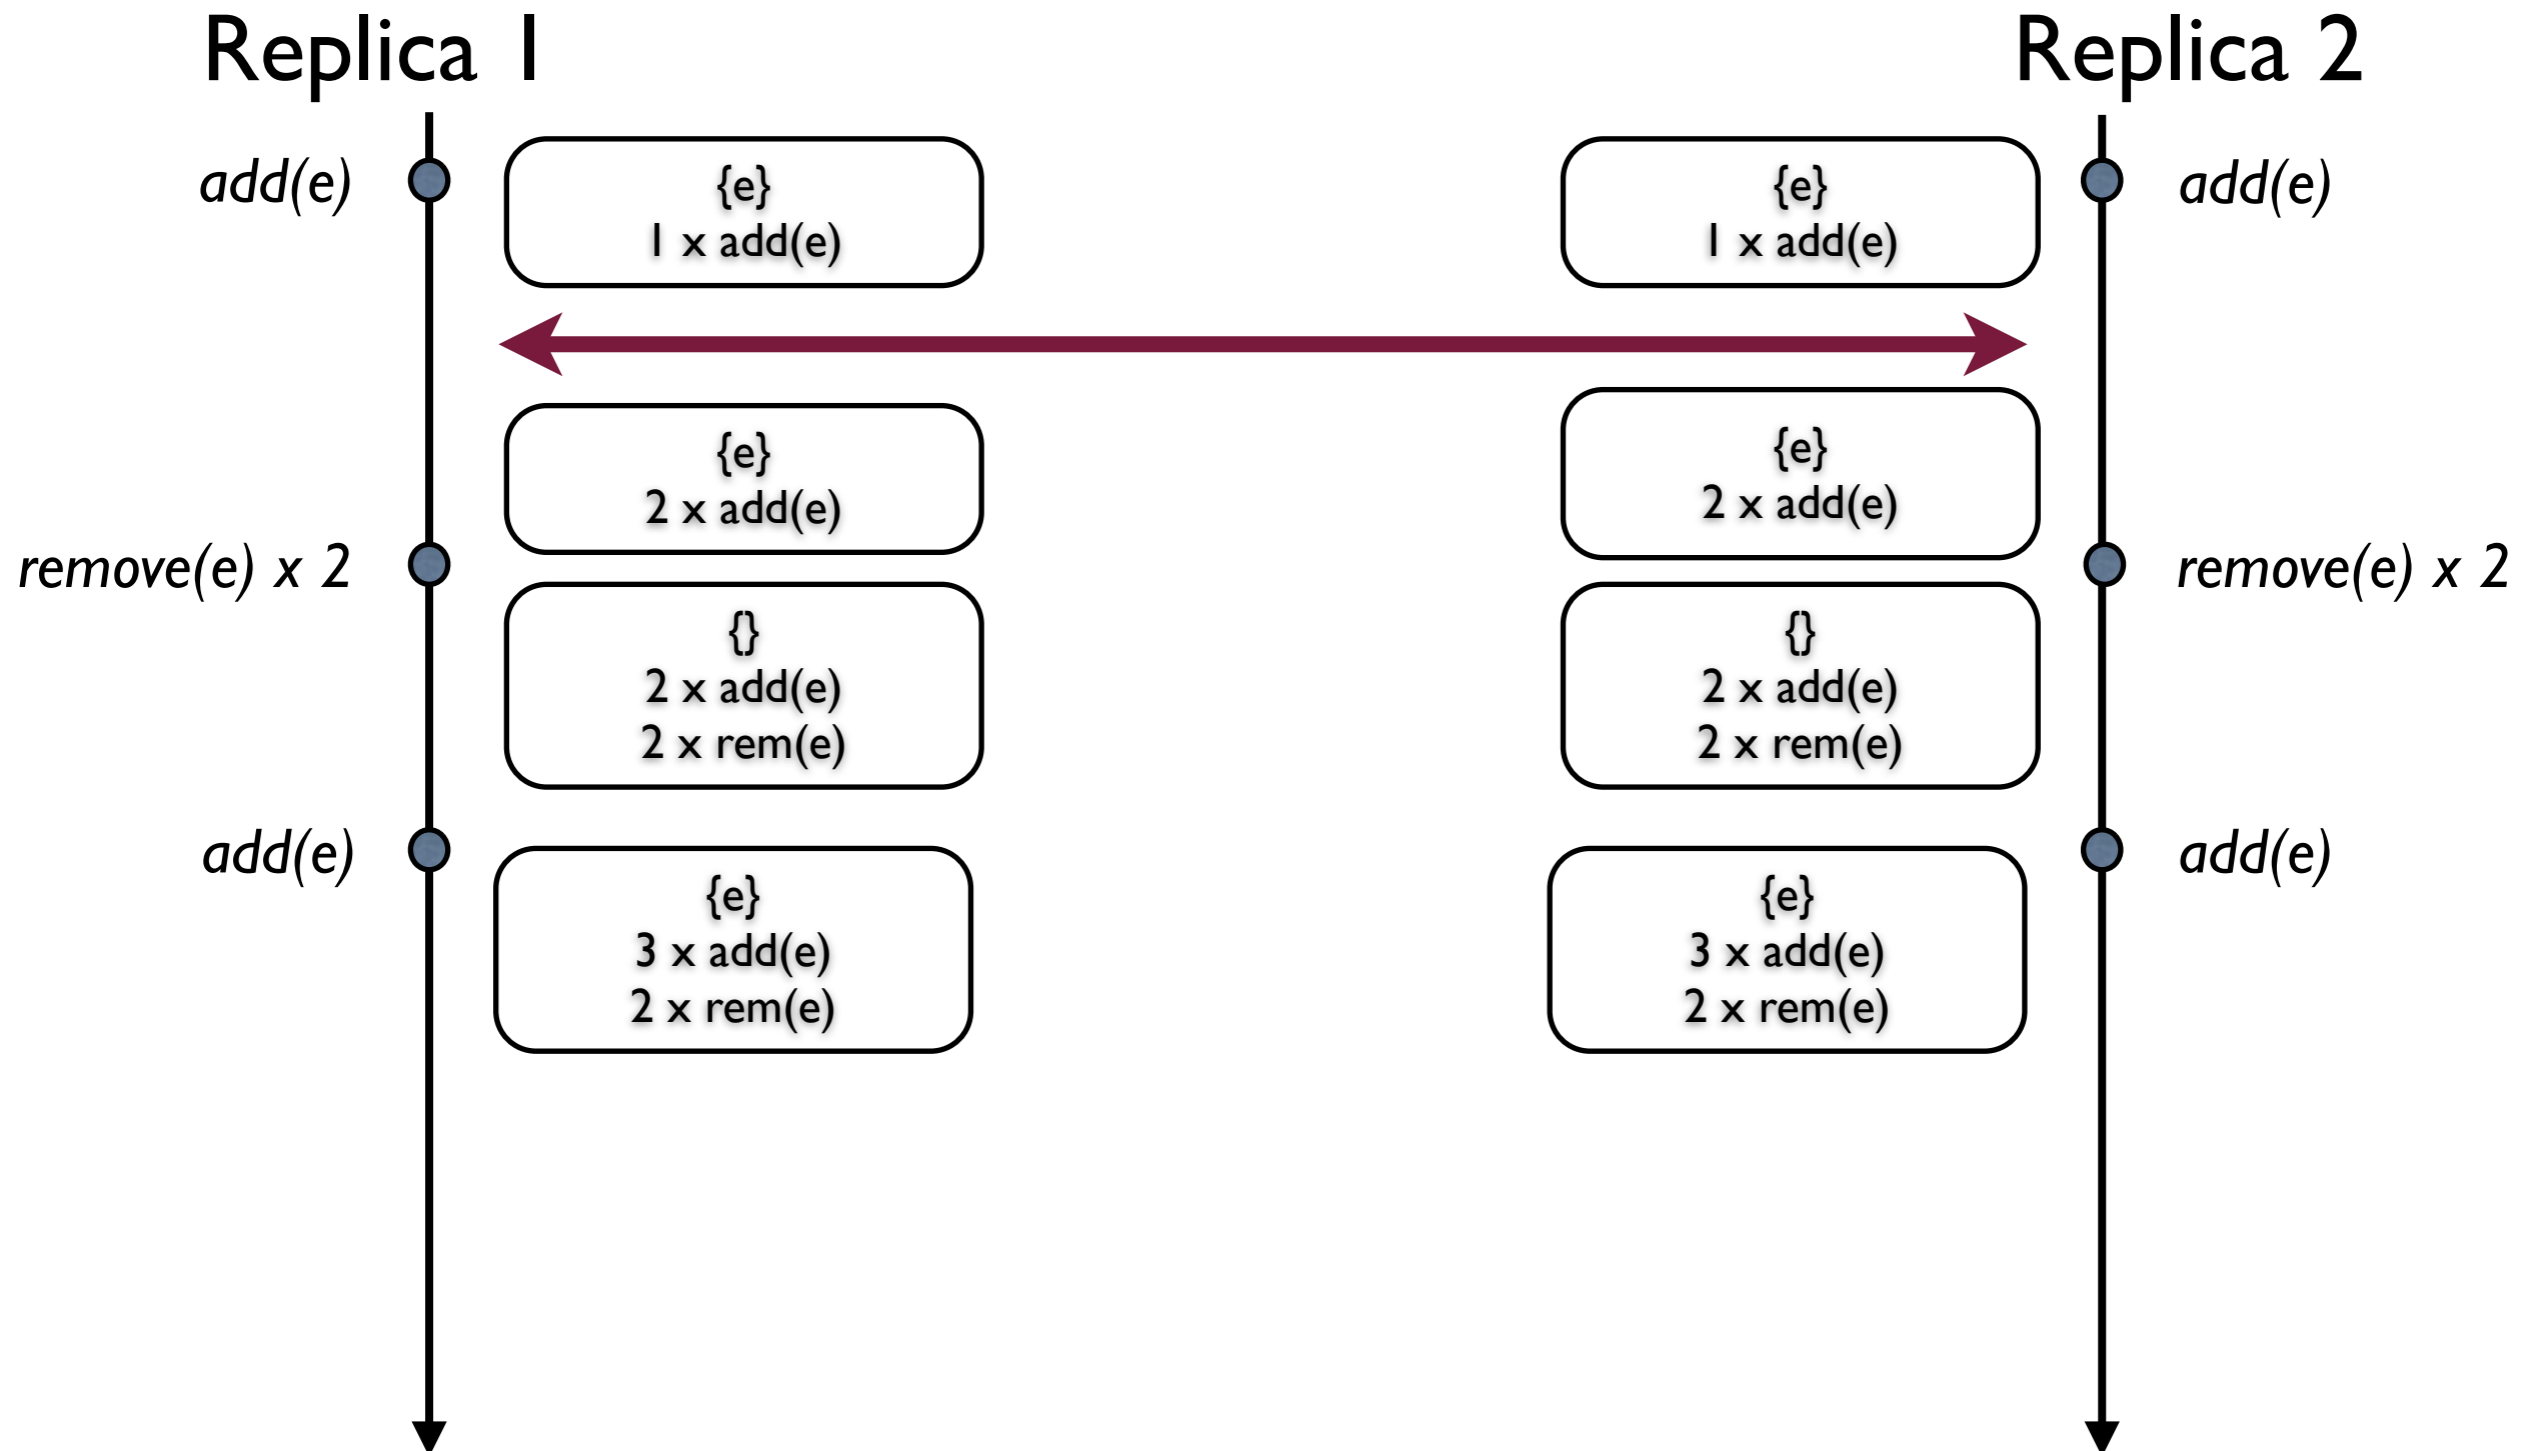 Replica 1
Replica 2
add(e)
{e}
1 x add(e)
{e}
1 x add(e)
add(e)
{e}
2 x add(e)
{e}
2 x add(e)
remove(e) x 2
remove(e) x 2
{}
2 x add(e)
2 x rem(e)
{}
2 x add(e)
2 x rem(e)
add(e)
{e}
3 x add(e)
2 x rem(e)
{e}
3 x add(e)
2 x rem(e)
add(e)